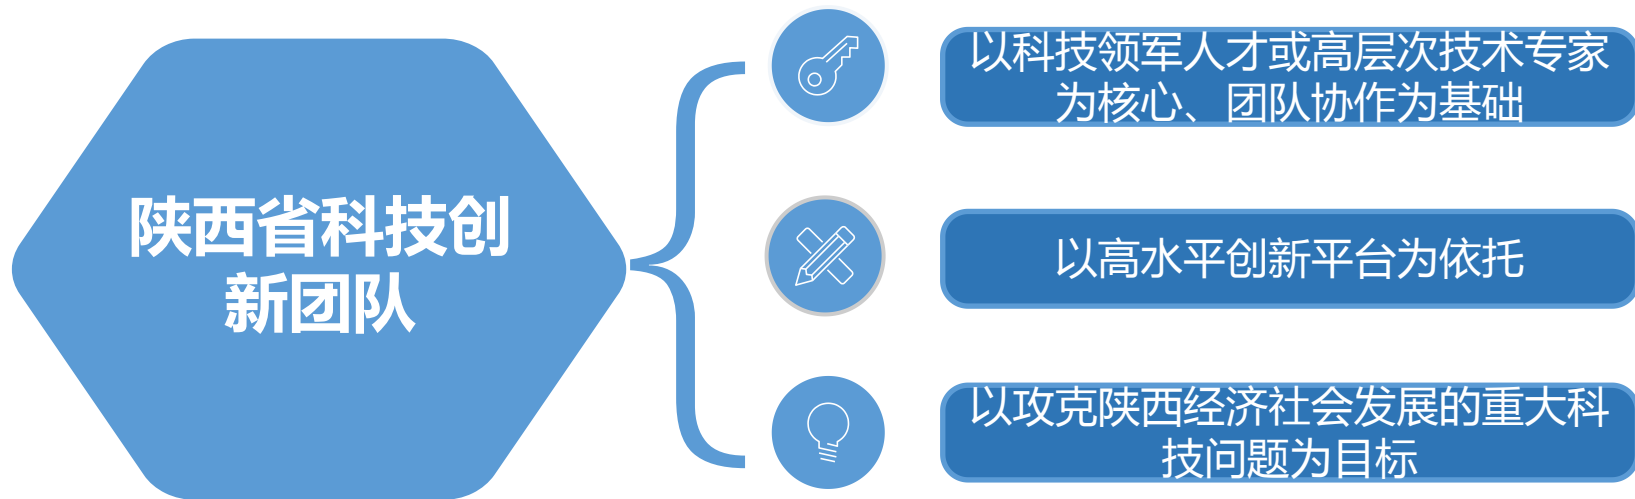 陕西省科技创
新团队
以科技领军人才或高层次技术专家
为核心、团队协作为基础
以高水平创新平台为依托
以攻克陕西经济社会发展的重大科
技问题为目标